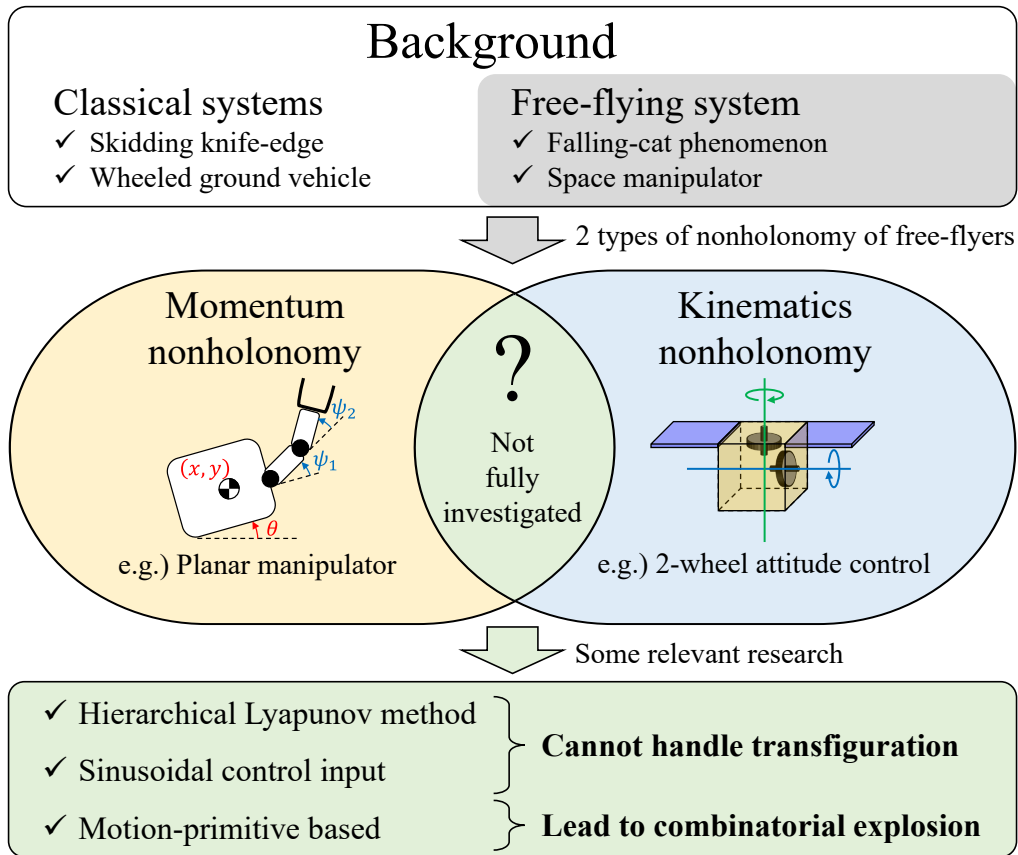 Background
Classical systems
✓ Skidding knife-edge
✓ Wheeled ground vehicle
Free-flying system
✓ Falling-cat phenomenon
✓ Space manipulator
2 types of nonholonomy of free-flyers
Momentum
nonholonomy
(x, y)
θ
ψ₁
ψ₂
e.g.) Planar manipulator
?
Not
fully
investigated
Kinematics
nonholonomy
e.g.) 2-wheel attitude control
Some relevant research
✓ Hierarchical Lyapunov method
✓ Sinusoidal control input
Cannot handle transfiguration
✓ Motion-primitive based
Lead to combinatorial explosion